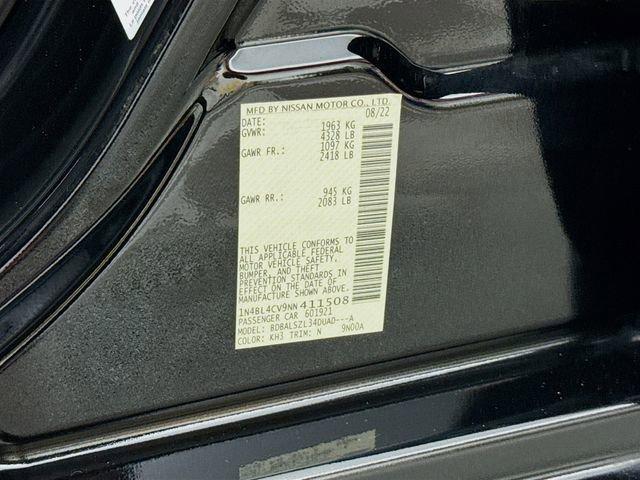 MFD BY NISSAN MOTOR CO., LTD.
DATE: 08/22
GVWR: 1963 KG
4328 LB
GAWR FR.: 1097 KG
2418 LB
GAWR RR.: 945 KG
2083 LB
THIS VEHICLE CONFORMS TO
ALL APPLICABLE FEDERAL
MOTOR VEHICLE SAFETY,
BUMPER, AND THEFT
PREVENTION STANDARDS IN
EFFECT ON THE DATE OF
MANUFACTURE SHOWN ABOVE.
1N4BL4CV9NN411508
PASSENGER CAR 601921
MODEL: BDBALSZL34DUAD---A
COLOR: KH3 TRIM: N 9N00A